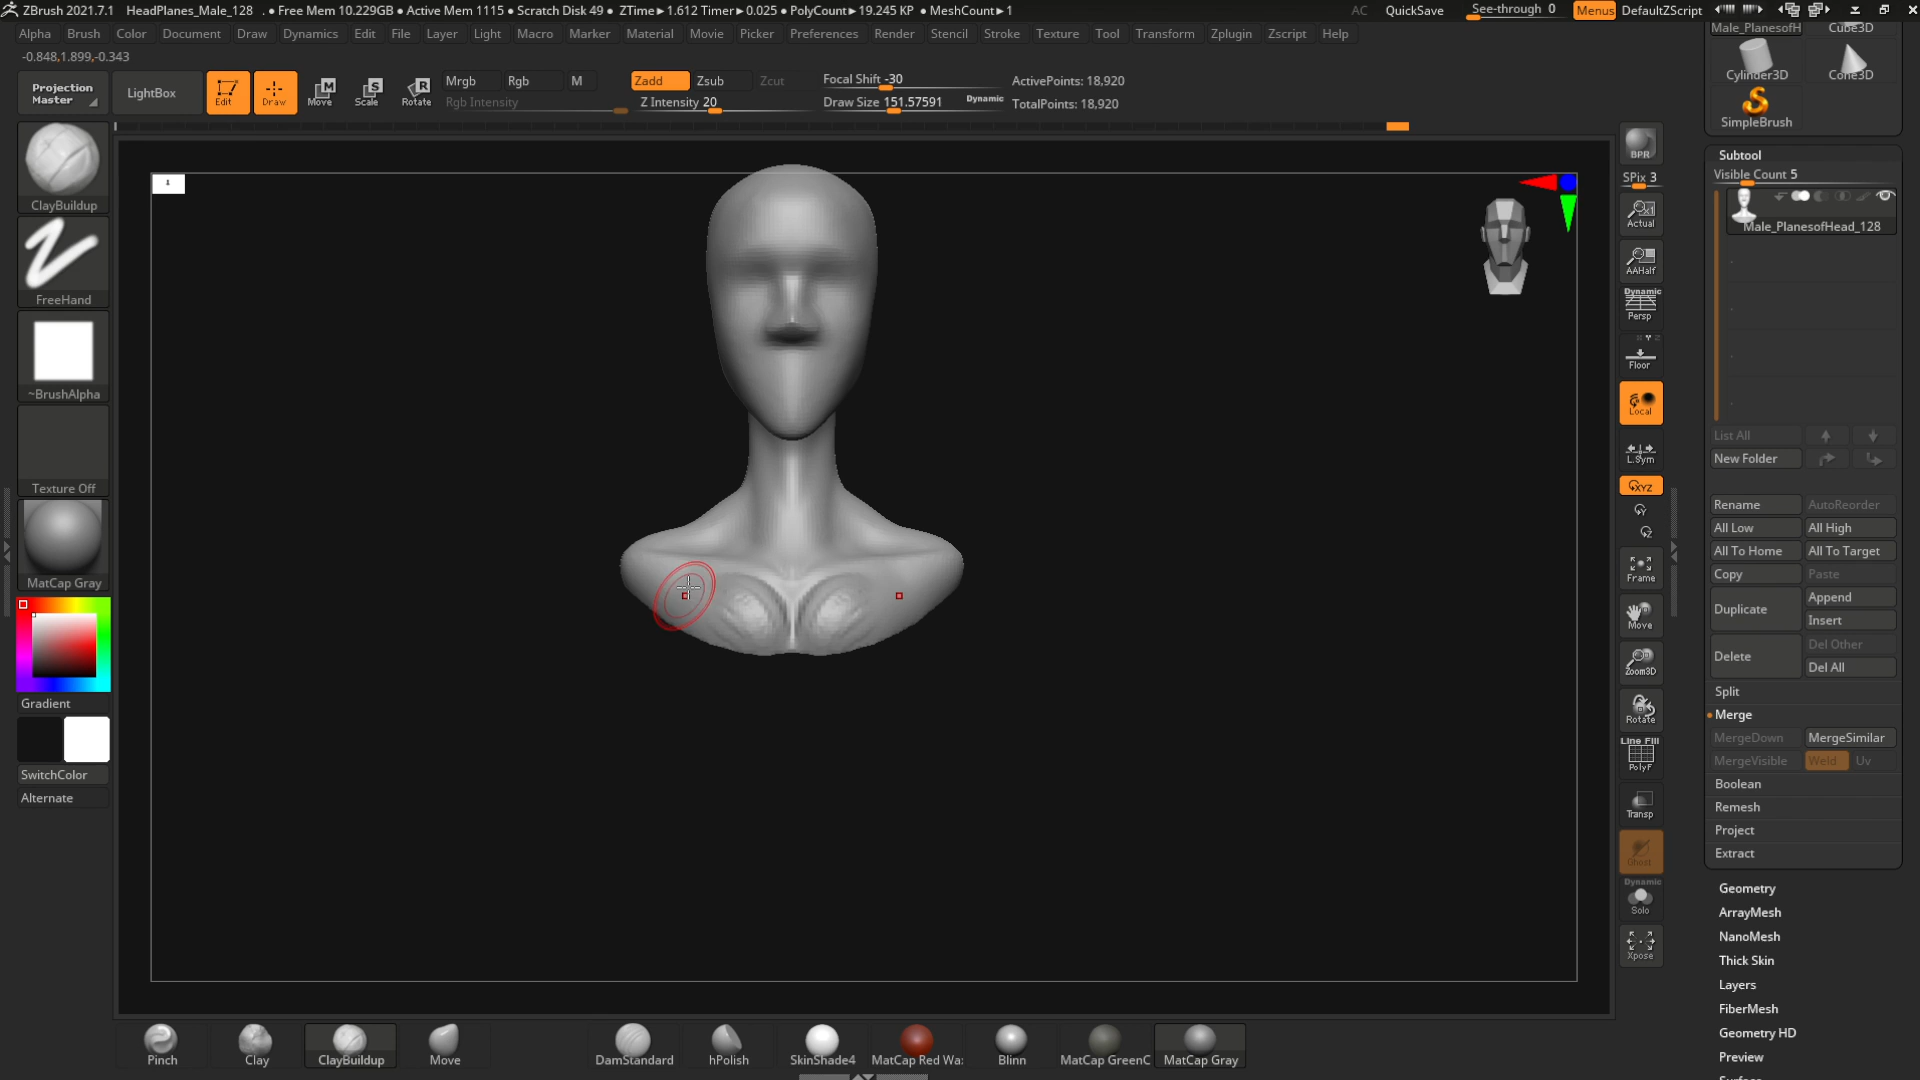 ZBrush 2021.7.1 HeadPlanes_Male_128 . • Free Mem 10.229GB • Active Mem 1115 • Scratch Disk 49 • ZTime▸1.612 Timer▸0.025 • PolyCount▸19.245 KP • MeshCount▸1 AC QuickSave See-through 0 Menus DefaultZScript
Alpha Brush Color Document Draw Dynamics Edit File Layer Light Macro Marker Material Movie Picker Preferences Render Stencil Stroke Texture Tool Transform Zplugin Zscript Help
-0.848,1.899,-0.343
Projection Master
LightBox
Edit
Draw
Move
Scale
Rotate
Mrgb Rgb M
Rgb Intensity
Zadd Zsub Zcut
Z Intensity 20
Focal Shift -30
Draw Size 151.57591 Dynamic
ActivePoints: 18,920
TotalPoints: 18,920
ClayBuildup
FreeHand
~BrushAlpha
Texture Off
MatCap Gray
Gradient
SwitchColor
Alternate
BPR
SPix 3
Actual
AAHalf
Dynamic
Persp
Floor
Local
L.Sym
XYZ
Frame
Move
Zoom3D
Rotate
Line Fill
PolyF
Transp
Ghost
Dynamic
Solo
Xpose
Male_PlanesofH Cube3D
Cylinder3D Cone3D
SimpleBrush
Subtool
Visible Count 5
Male_PlanesofHead_128
List All
New Folder
Rename AutoReorder
All Low All High
All To Home All To Target
Copy Paste
Duplicate Append
Insert
Delete Del Other
Del All
Split
Merge
MergeDown MergeSimilar
MergeVisible Weld Uv
Boolean
Remesh
Project
Extract
Geometry
ArrayMesh
NanoMesh
Thick Skin
Layers
FiberMesh
Geometry HD
Preview
Pinch Clay ClayBuildup Move DamStandard hPolish SkinShade4 MatCap Red Wa: Blinn MatCap GreenC MatCap Gray